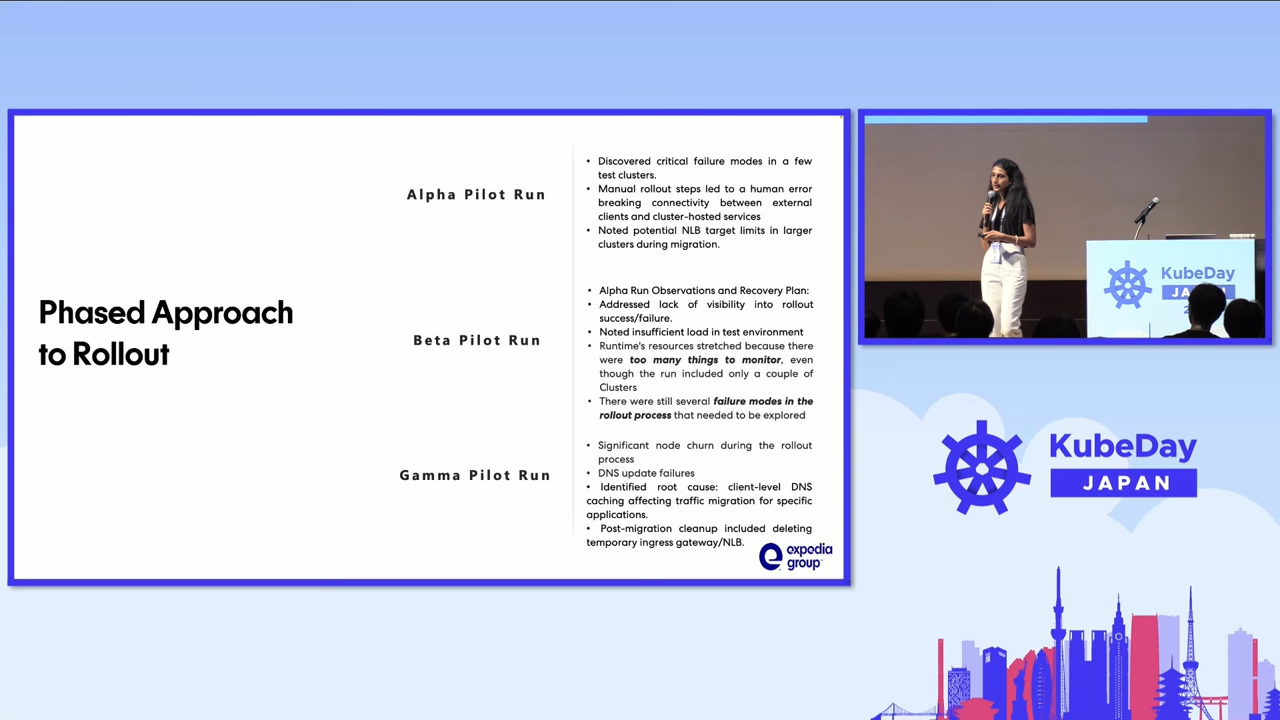 Phased Approach
to Rollout
Alpha Pilot Run
• Discovered critical failure modes in a few
test clusters.
• Manual rollout steps led to a human error
breaking connectivity between external
clients and cluster-hosted services
• Noted potential NLB target limits in larger
clusters during migration.
Beta Pilot Run
• Alpha Run Observations and Recovery Plan:
• Addressed lack of visibility into rollout
success/failure.
• Noted insufficient load in test environment
• Runtime's resources stretched because there
were too many things to monitor, even
though the run included only a couple of
Clusters
• There were still several failure modes in the
rollout process that needed to be explored
Gamma Pilot Run
• Significant node churn during the rollout
process
• DNS update failures
• Identified root cause: client-level DNS
caching affecting traffic migration for specific
applications.
• Post-migration cleanup included deleting
temporary ingress gateway/NLB.
expedia
group
KubeDay
KubeDay
JAPAN